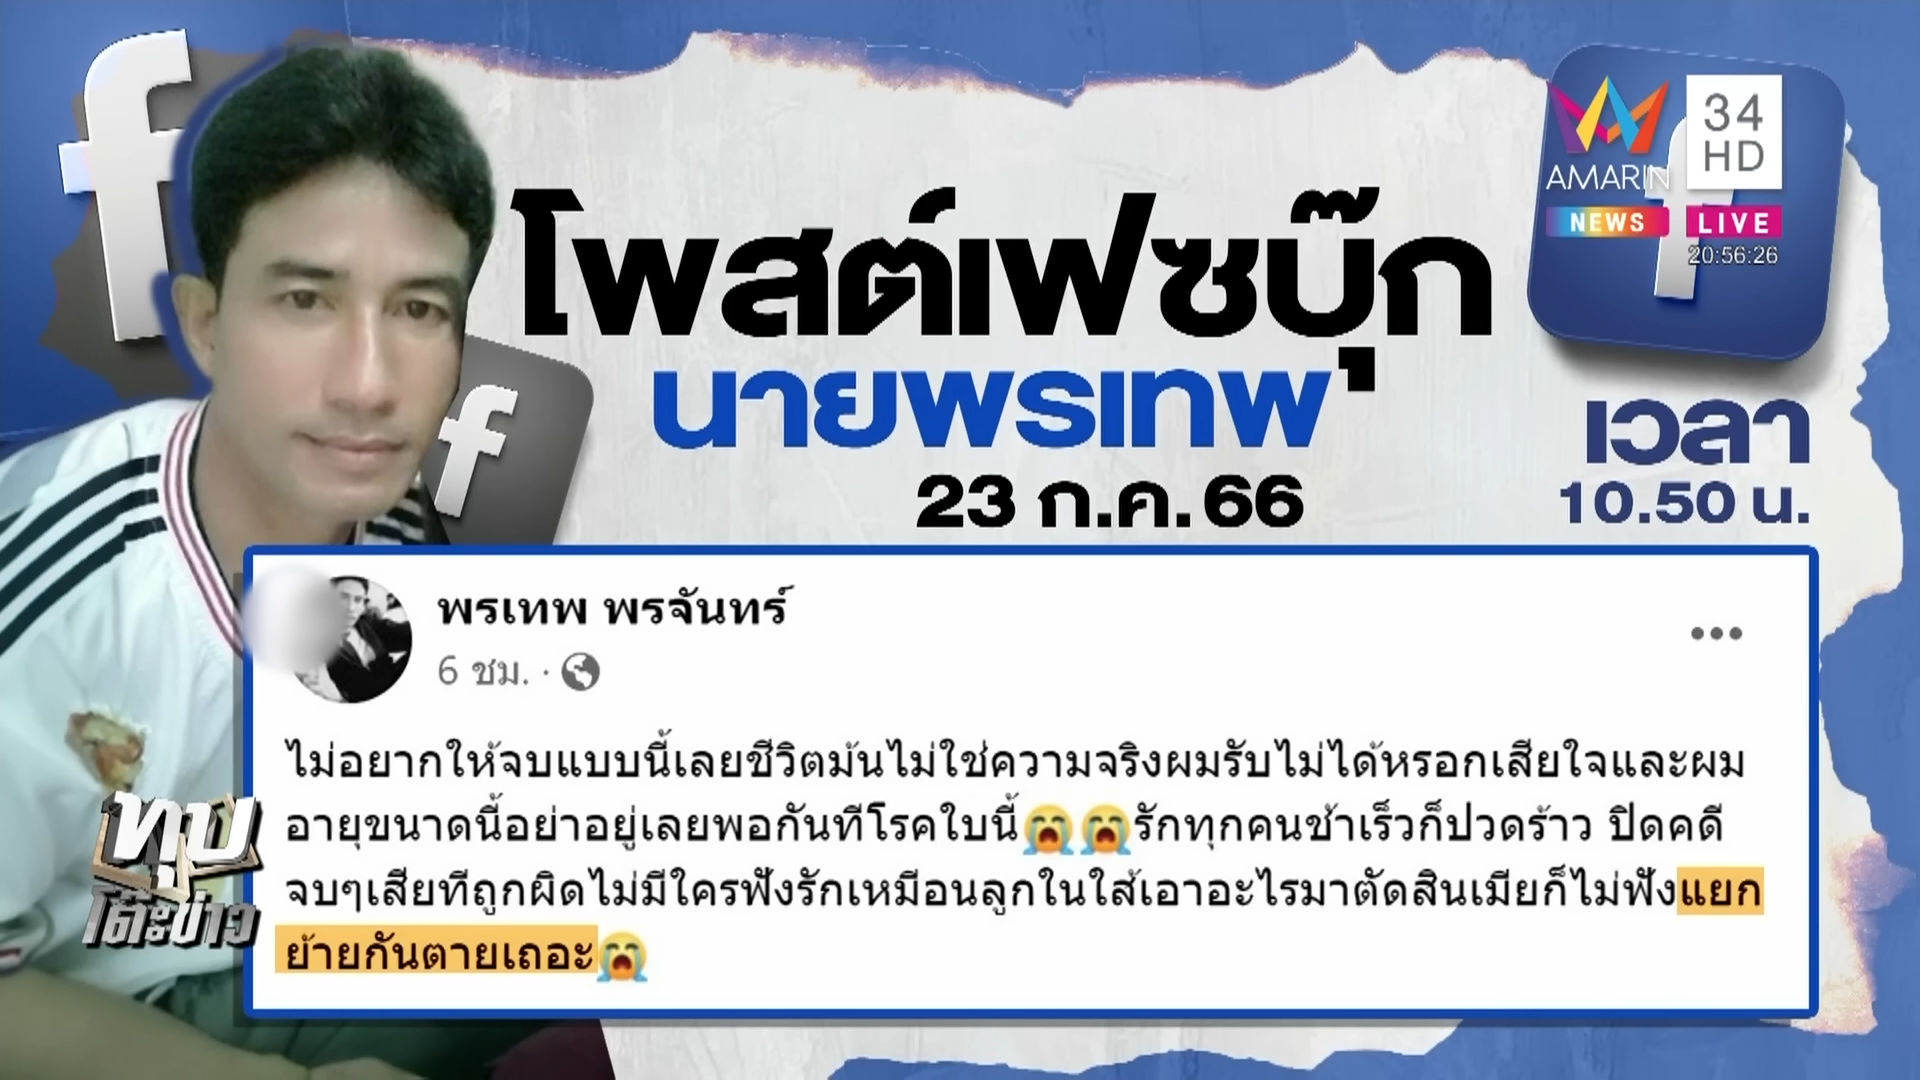 AMARIN
34
HD
NEWS
LIVE
20:56:26
โพสต์เฟซบุ๊ก
นายพรเทพ
23 ก.ค. 66
เวลา
10.50 น.
พรเทพ พรจันทร์
6 ชม. ·
ไม่อยากให้จบแบบนี้เลยชีวิตมันไม่ใช่ความจริงผมรับไม่ได้หรอกเสียใจและผม
อายุขนาดนี้อย่าอยู่เลยพอกันทีโรคใบนี้😭😭รักทุกคนช้าเร็วก็ปวดร้าว ปิดคดี
จบๆเสียทีถูกผิดไม่มีใครฟังรักเหมือนลูกในใส้เอาอะไรมาตัดสินเมียก็ไม่ฟังแยก
ย้ายกันตายเถอะ😭
ทุบ
โต๊ะข่าว